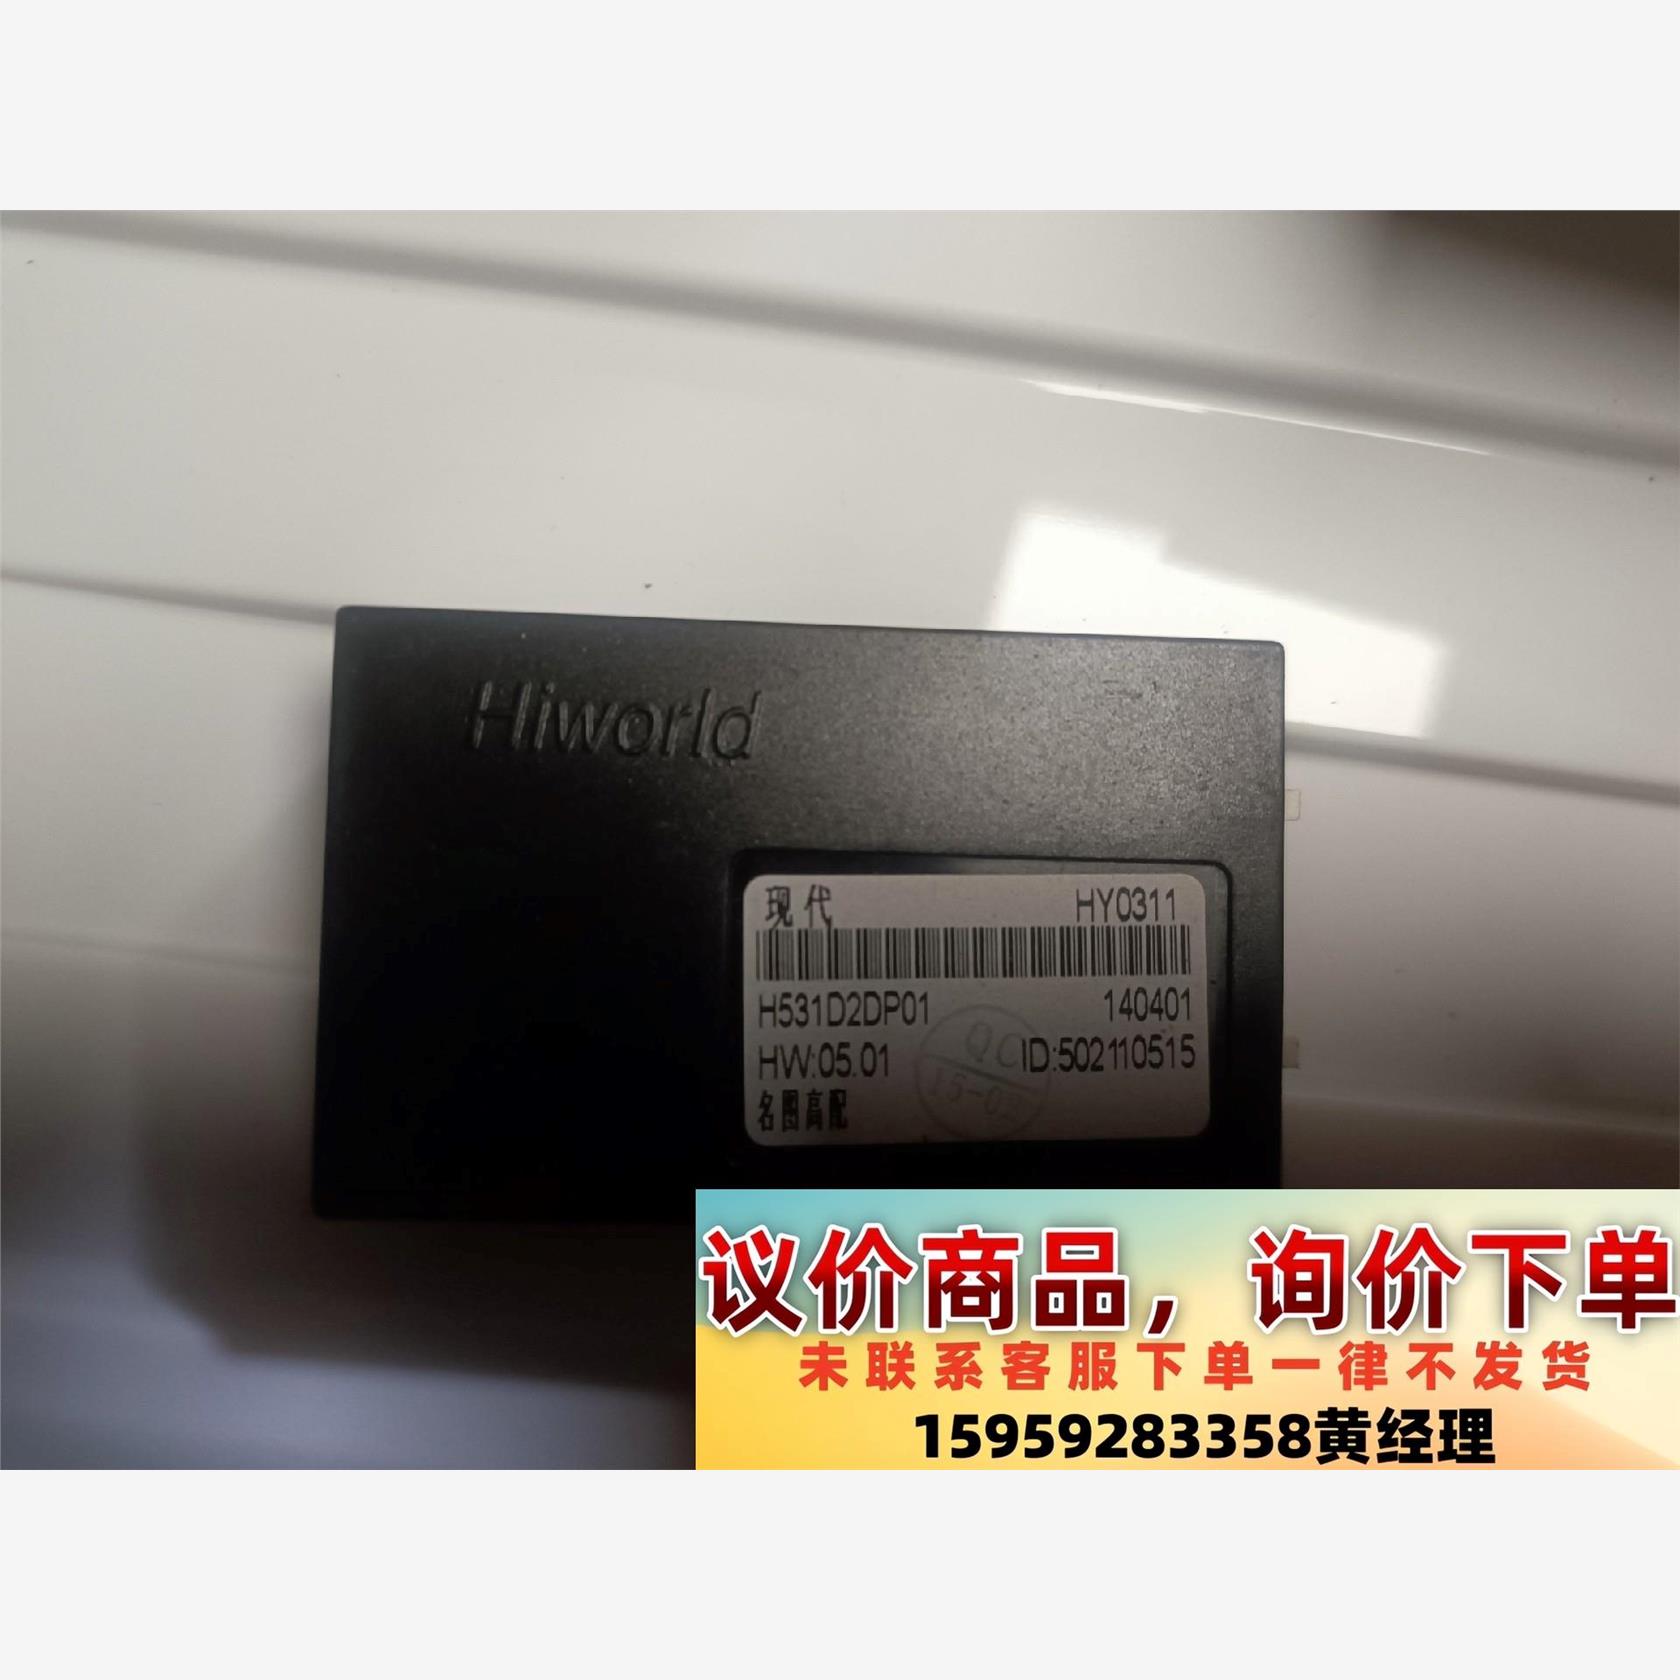 Hiworld
现代 HY0311
H531D2DP01 140401
HW:05.01 ID:502110515
QC
名图高配
议价商品，询价下单
未联系客服下单一律不发货
15959283358黄经理